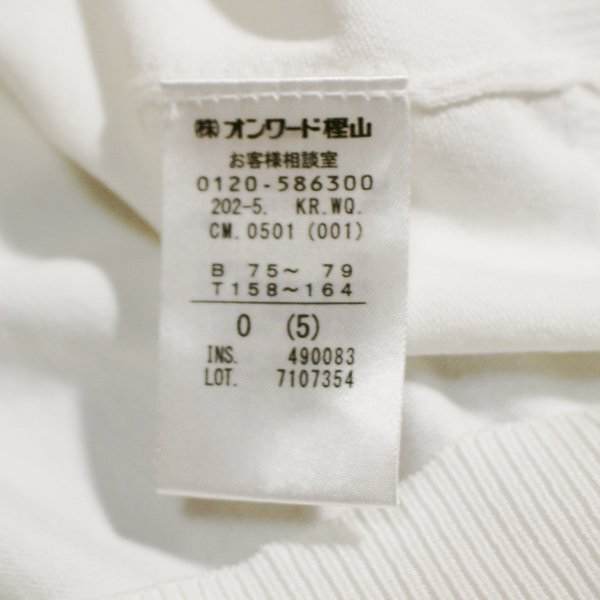 ㈱オンワード樫山
お客様相談室
0120-586300
202-5. KR.WQ.
CM.0501(001)
B 75～ 79
T158～164
0 (5)
INS. 490083
LOT. 7107354